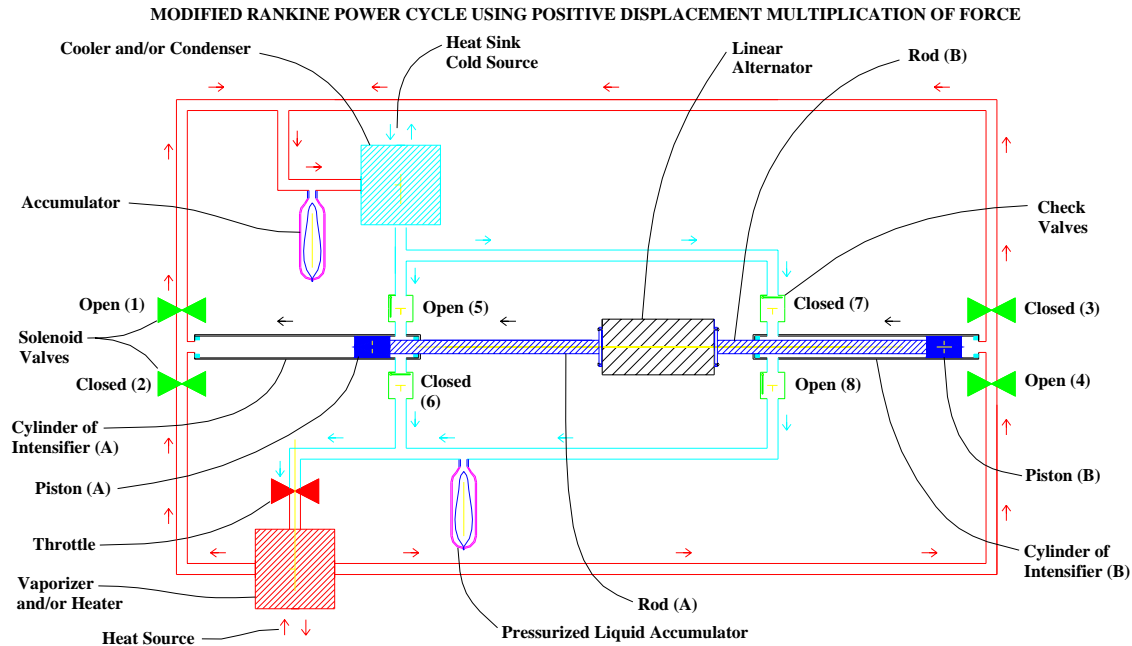 MODIFIED RANKINE POWER CYCLE USING POSITIVE DISPLACEMENT MULTIPLICATION OF FORCE
Cooler and/or Condenser
Heat Sink
Cold Source
Linear
Alternator
Rod (B)
Accumulator
Check
Valves
Open (1)
Open (5)
Closed (7)
Closed (3)
Solenoid
Valves
Closed (2)
Closed
(6)
Open (8)
Open (4)
Cylinder of
Intensifier (A)
Piston (A)
Piston (B)
Throttle
Cylinder of
Intensifier (B)
Vaporizer
and/or Heater
Rod (A)
Heat Source
Pressurized Liquid Accumulator